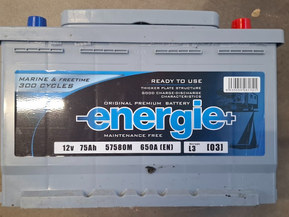 MARINE & FREETIME
300 CYCLES
READY TO USE
THICKER PLATE STRUCTURE
GOOD CHARGE-DISCHARGE
CHARACTERISTICS
ORIGINAL PREMIUM BATTERY
-energie+
MAINTENANCE FREE
12v 75Ah 57580M 650A (EN)
L3 (03)